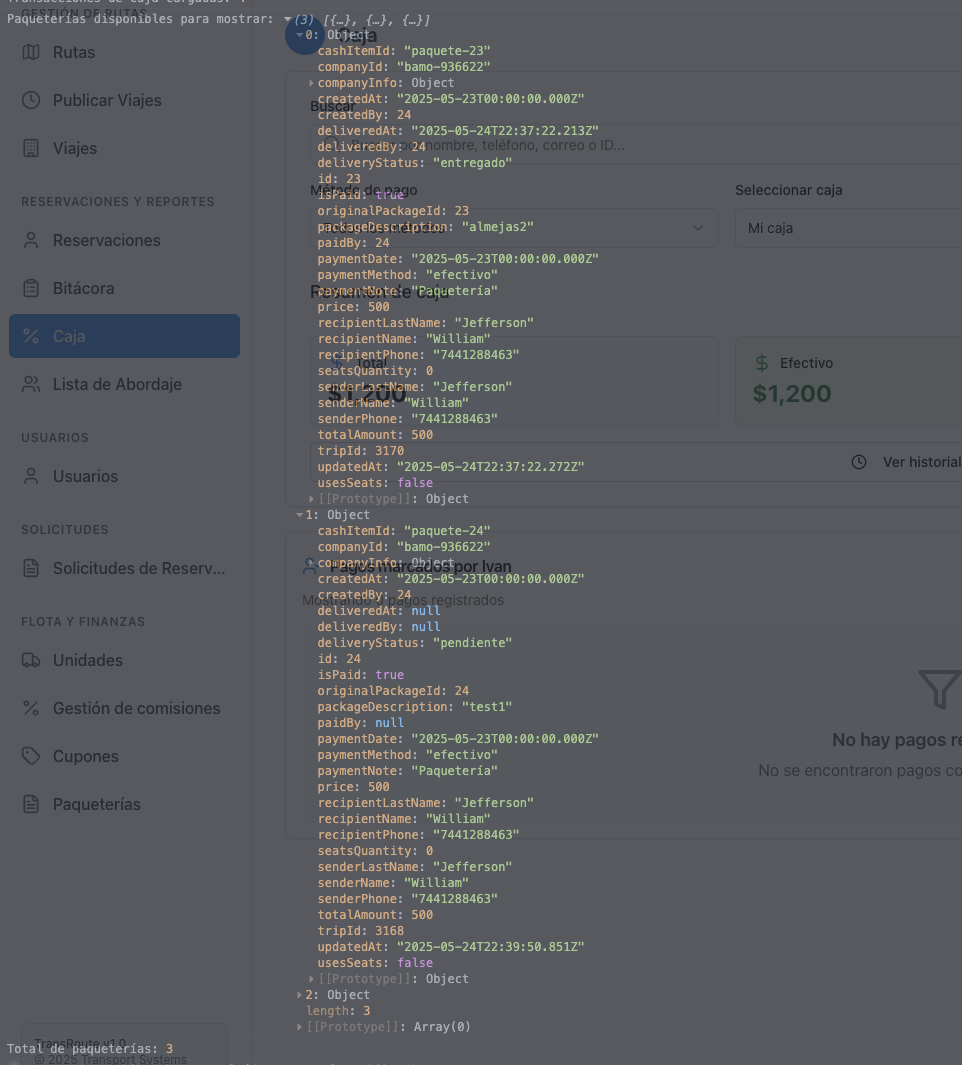 Transacciones de caja cargadas:
Paqueterías disponibles para mostrar: (3) [{…}, {…}, {…}]
0: Object
cashItemId: "paquete-23"
companyId: "bamo-936622"
companyInfo: Object
createdAt: "2025-05-23T00:00:00.000Z"
createdBy: 24
deliveredAt: "2025-05-24T22:37:22.213Z"
deliveredBy: 24
deliveryStatus: "entregado"
id: 23
isPaid: true
originalPackageId: 23
packageDescription: "almejas2"
paidBy: 24
paymentDate: "2025-05-23T00:00:00.000Z"
paymentMethod: "efectivo"
paymentNote: "Paquetería"
price: 500
recipientLastName: "Jefferson"
recipientName: "William"
recipientPhone: "7441288463"
seatsQuantity: 0
senderLastName: "Jefferson"
senderName: "William"
senderPhone: "7441288463"
totalAmount: 500
tripId: 3170
updatedAt: "2025-05-24T22:37:22.272Z"
usesSeats: false
[[Prototype]]: Object
1: Object
cashItemId: "paquete-24"
companyId: "bamo-936622"
companyInfo: Object
createdAt: "2025-05-23T00:00:00.000Z"
createdBy: 24
deliveredAt: null
deliveredBy: null
deliveryStatus: "pendiente"
id: 24
isPaid: true
originalPackageId: 24
packageDescription: "test1"
paidBy: null
paymentDate: "2025-05-23T00:00:00.000Z"
paymentMethod: "efectivo"
paymentNote: "Paquetería"
price: 500
recipientLastName: "Jefferson"
recipientName: "William"
recipientPhone: "7441288463"
seatsQuantity: 0
senderLastName: "Jefferson"
senderName: "William"
senderPhone: "7441288463"
totalAmount: 500
tripId: 3168
updatedAt: "2025-05-24T22:39:50.851Z"
usesSeats: false
[[Prototype]]: Object
2: Object
length: 3
[[Prototype]]: Array(0)
Total de paqueterías: 3
GESTIÓN DE RUTAS
Rutas
Publicar Viajes
Viajes
RESERVACIONES Y REPORTES
Reservaciones
Bitácora
Caja
Lista de Abordaje
USUARIOS
Usuarios
SOLICITUDES
Solicitudes de Reserv...
FLOTA Y FINANZAS
Unidades
Gestión de comisiones
Cupones
Paqueterías
TransRoute v1.0
© 2025 Transport Systems
Caja
Buscar
nombre, teléfono, correo o ID...
Método de pago
Seleccionar caja
Mi caja
Resumen de caja
Total
$1,200
Efectivo
$1,200
Ver historial
Pagos marcados por Ivan
Mostrando pagos registrados
No hay pagos re
No se encontraron pagos co